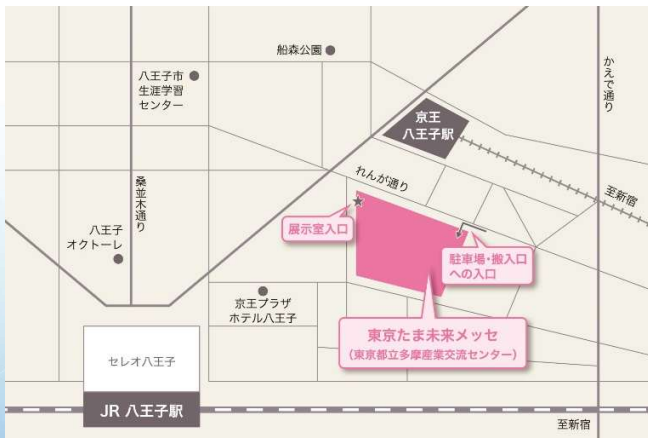 船森公園
八王子市
生涯学習
センター
かえで通り
京王
八王子駅
れんが通り
至新宿
桑並木通り
展示室入口
八王子
オクトーレ
駐車場・搬入口
への入口
京王プラザ
ホテル八王子
東京たま未来メッセ
(東京都立多摩産業交流センター)
セレオ八王子
JR 八王子駅
至新宿